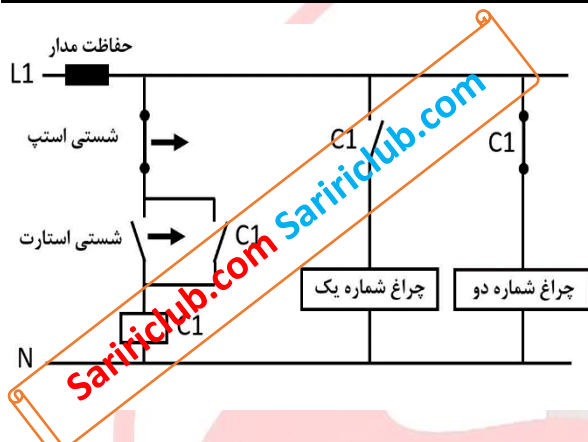 حفاظت مدار
L1
شستی استپ
C1
C1
شستی استارت
C1
چراغ شماره یک
چراغ شماره دو
C1
N
Saririclub.com Saririclub.com